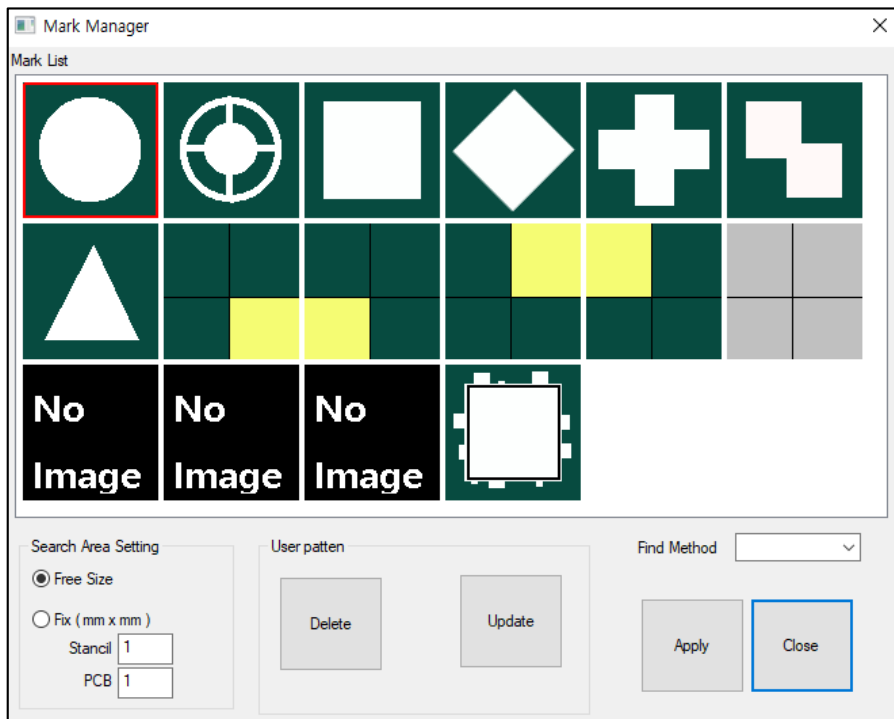 Mark Manager
Mark List
No
Image
No
Image
No
Image
Search Area Setting
Free Size
Fix ( mm x mm )
Stancil 1
PCB 1
User patten
Delete
Update
Find Method
Apply
Close